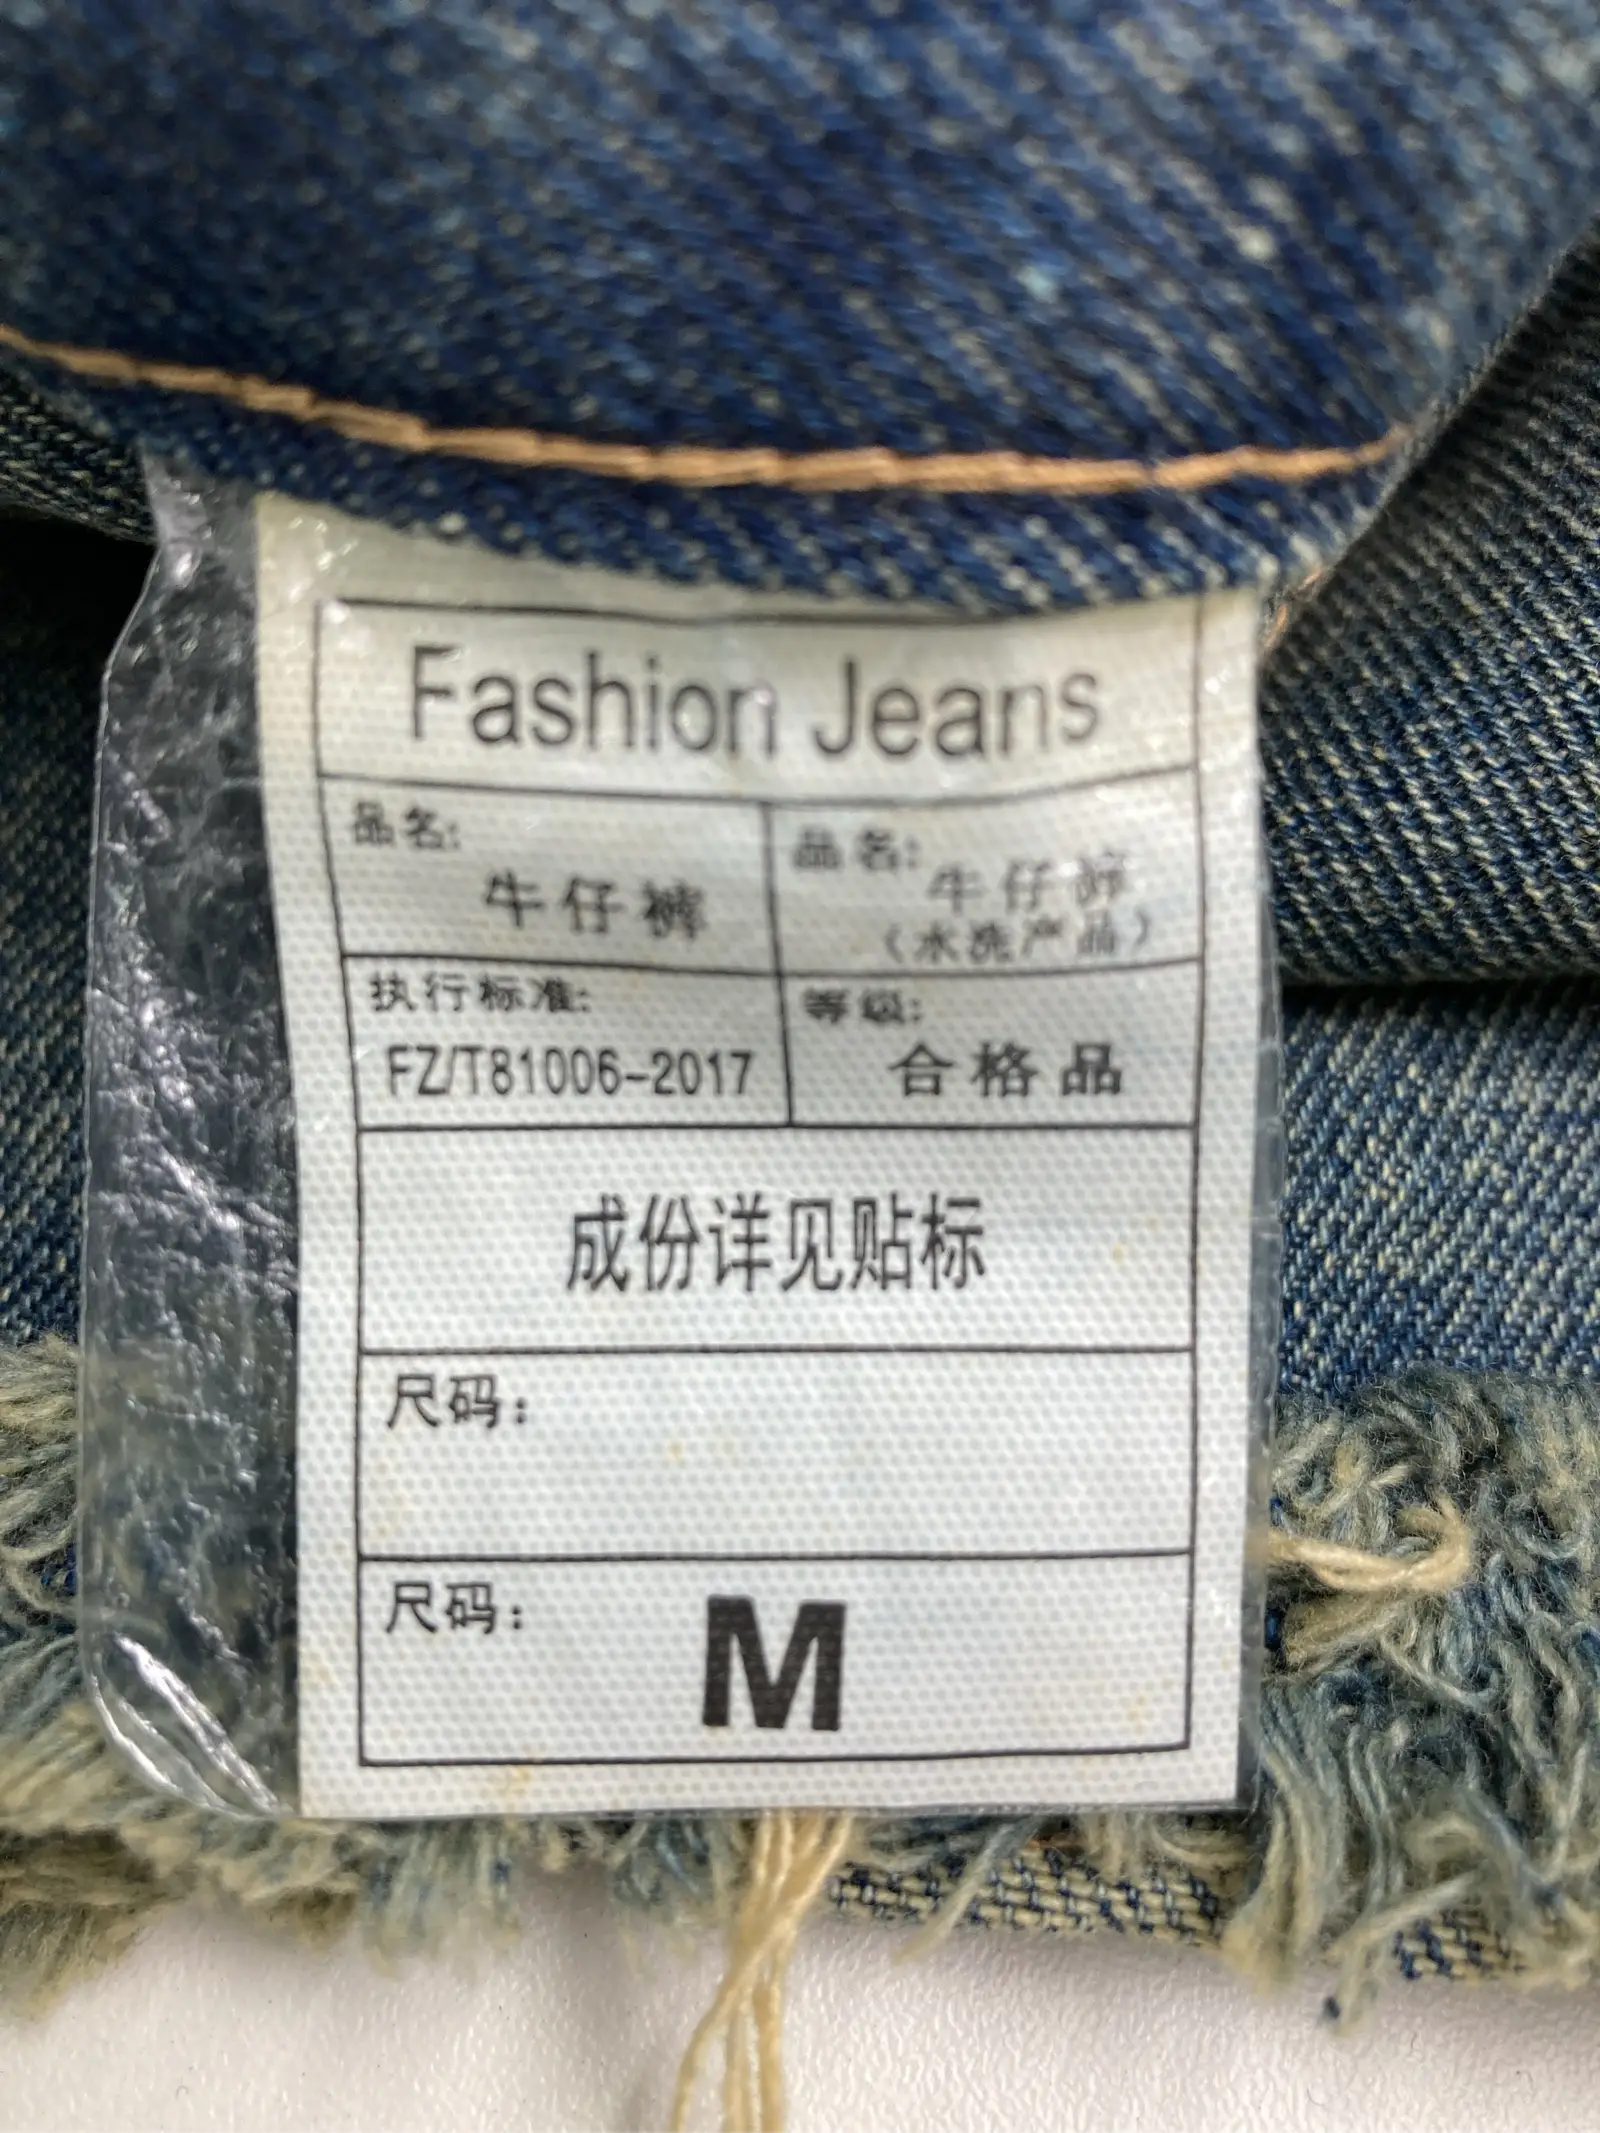 Fashion Jeans
品名:
牛仔裤
品名:
牛仔裤
（水洗产品）
执行标准:
FZ/T81006-2017
等级:
合格品
成份详见贴标
尺码：
尺码：
M